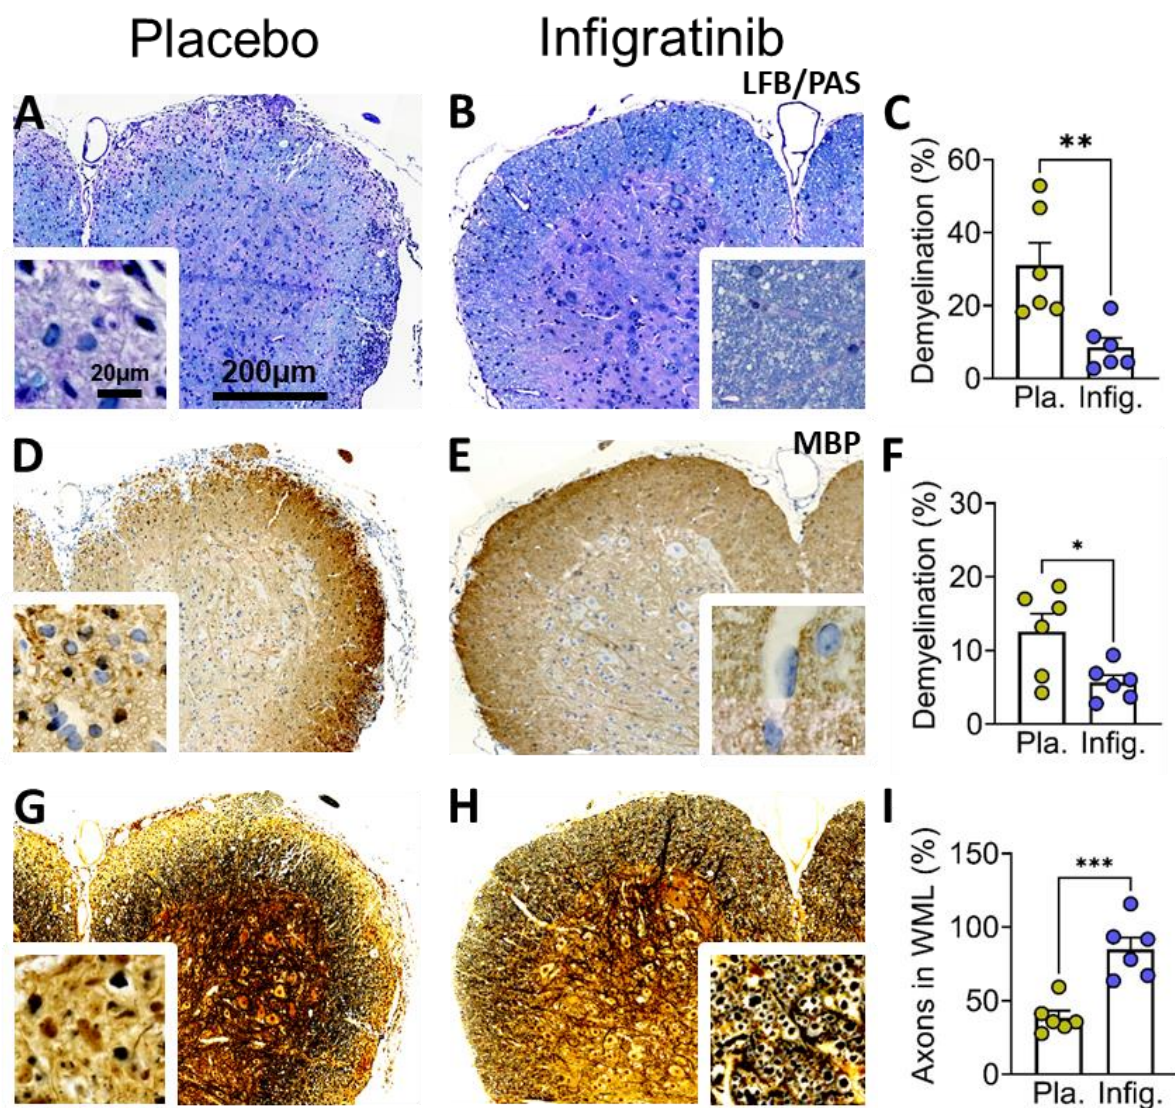 Placebo
Infigratinib
A
B
LFB/PAS
20µm
200µm
C
Demyelination (%)
60
40
20
0
**
Pla. Infig.
D
E
MBP
F
Demyelination (%)
30
20
10
0
*
Pla. Infig.
G
H
I
Axons in WML (%)
150
100
50
0
***
Pla. Infig.